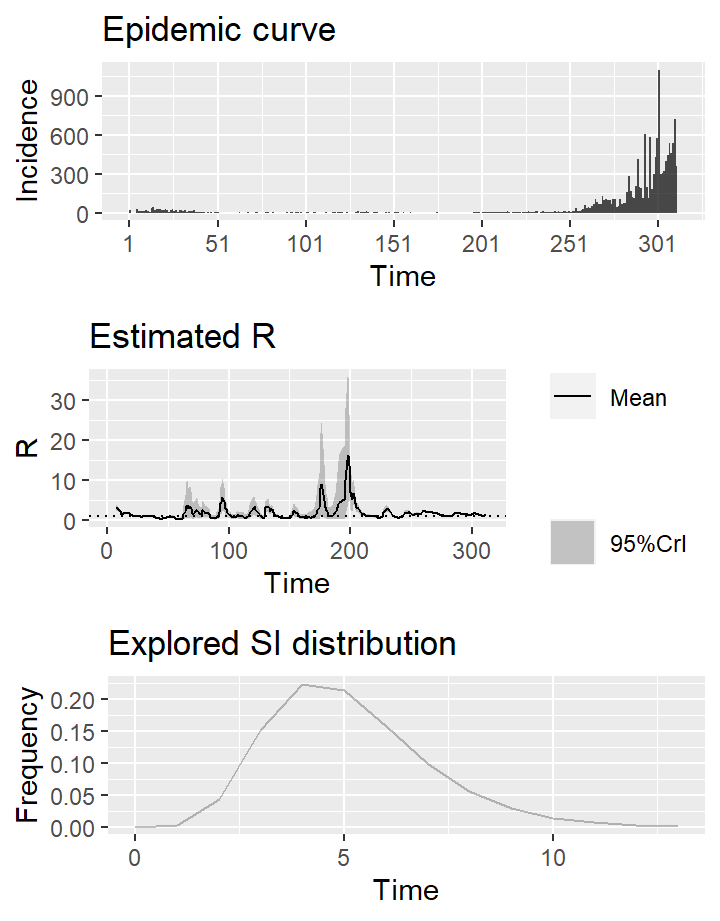 Epidemic curve
Incidence
900
600
300
0
1 51 101 151 201 251 301
Time
Estimated R
R
30
20
10
0
0 100 200 300
Time
Mean
95%CrI
Explored SI distribution
Frequency
0.20
0.15
0.10
0.05
0.00
0 5 10
Time